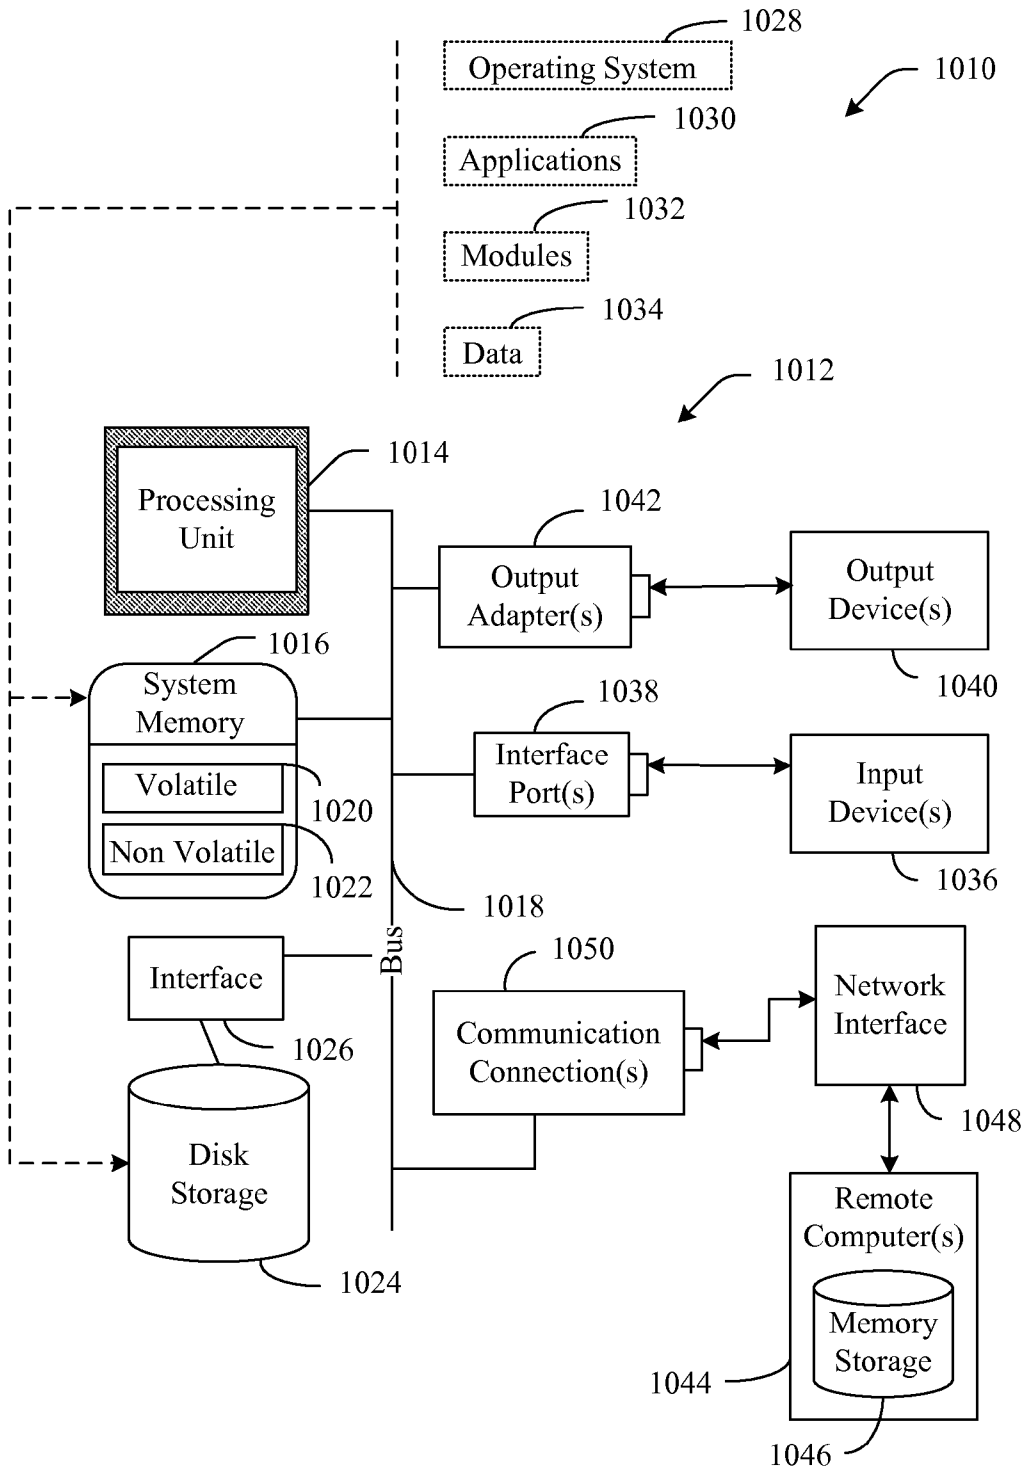 1028
Operating System
1010
1030
Applications
1032
Modules
1034
Data
1012
1014
Processing
Unit
1042
Output
Adapter(s)
Output
Device(s)
1040
1016
System
Memory
Volatile
1020
Non Volatile
1022
1038
Interface
Port(s)
Input
Device(s)
1036
1018
Bus
Interface
1026
1050
Communication
Connection(s)
Network
Interface
1048
Disk
Storage
1024
Remote
Computer(s)
Memory
Storage
1044
1046